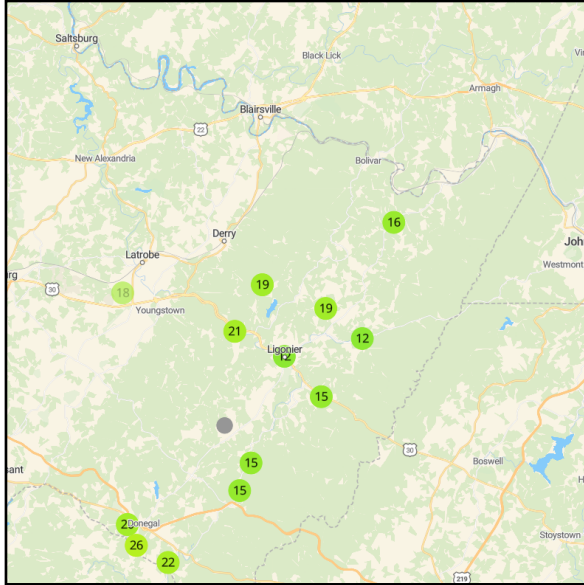 Saltsburg
Black Lick
Armagh
Blairsville
22
New Alexandria
Bolivar
16
Derry
Latrobe
Westmont
30
18
19
Youngstown
19
21
12
Ligonier
12
15
30
15
Boswell
15
Donegal
26
22
Stoystown
219